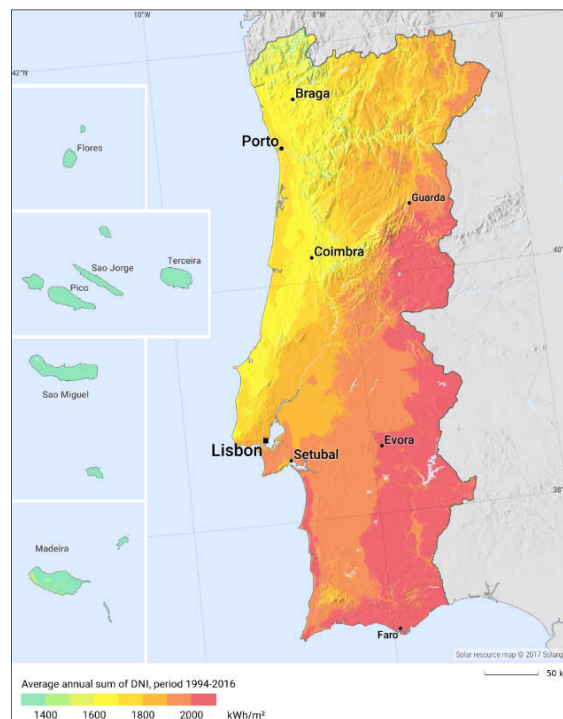 10°W
8°W
6°W
42°N
Braga
Porto
Flores
Guarda
Coimbra
40°N
Sao Jorge
Terceira
Pico
Sao Miguel
Lisbon
Setubal
Evora
38°N
Madeira
Faro
Solar resource map © 2017 Solarg
50 k
Average annual sum of DNI, period 1994-2016
1400 1600 1800 2000 kWh/m²